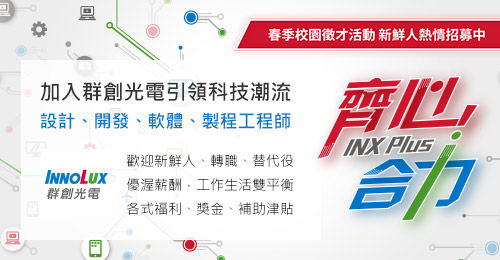 春季校園徵才活動 新鮮人熱情招募中
加入群創光電引領科技潮流
設計、開發、軟體、製程工程師
INNOLUX
群創光電
歡迎新鮮人、轉職、替代役
優渥薪酬．工作生活雙平衡
各式福利、獎金、補助津貼
齊心
INX Plus
合力